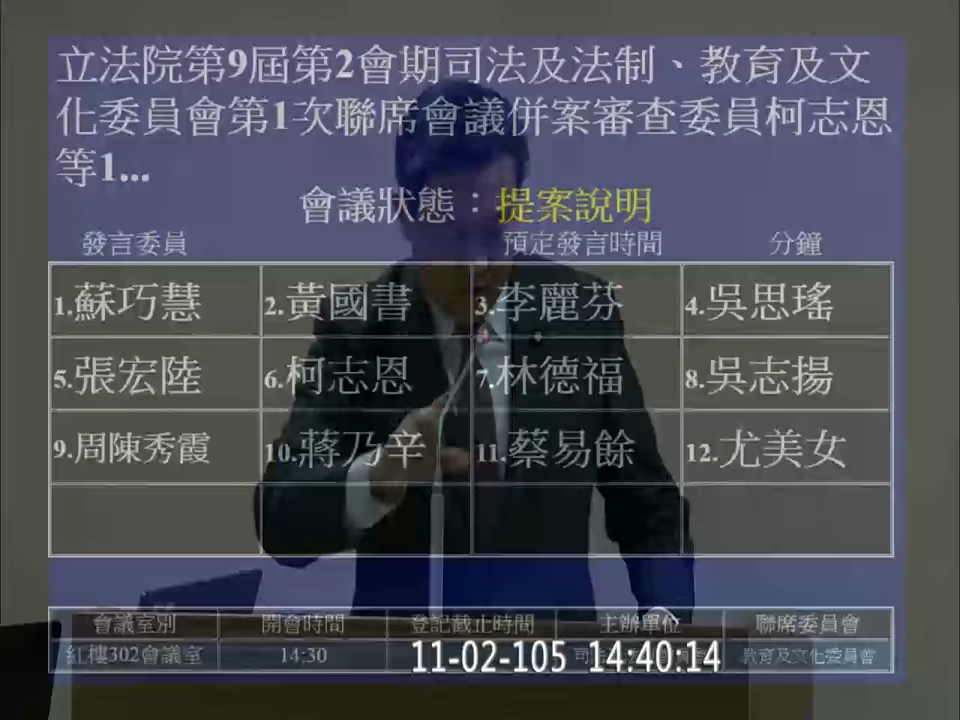 立法院第9屆第2會期司法及法制、教育及文
化委員會第1次聯席會議併案審查委員柯志恩
等1...
會議狀態：提案說明
發言委員 預定發言時間 分鐘
1.蘇巧慧 2.黃國書 3.李麗芬 4.吳思瑤
5.張宏陸 6.柯志恩 7.林德福 8.吳志揚
9.周陳秀霞 10.蔣乃辛 11.蔡易餘 12.尤美女
會議室別 開會時間 登記截止時間 主辦單位 聯席委員會
紅樓302會議室 14:30 教育及文化委員會
11-02-105 14:40:14